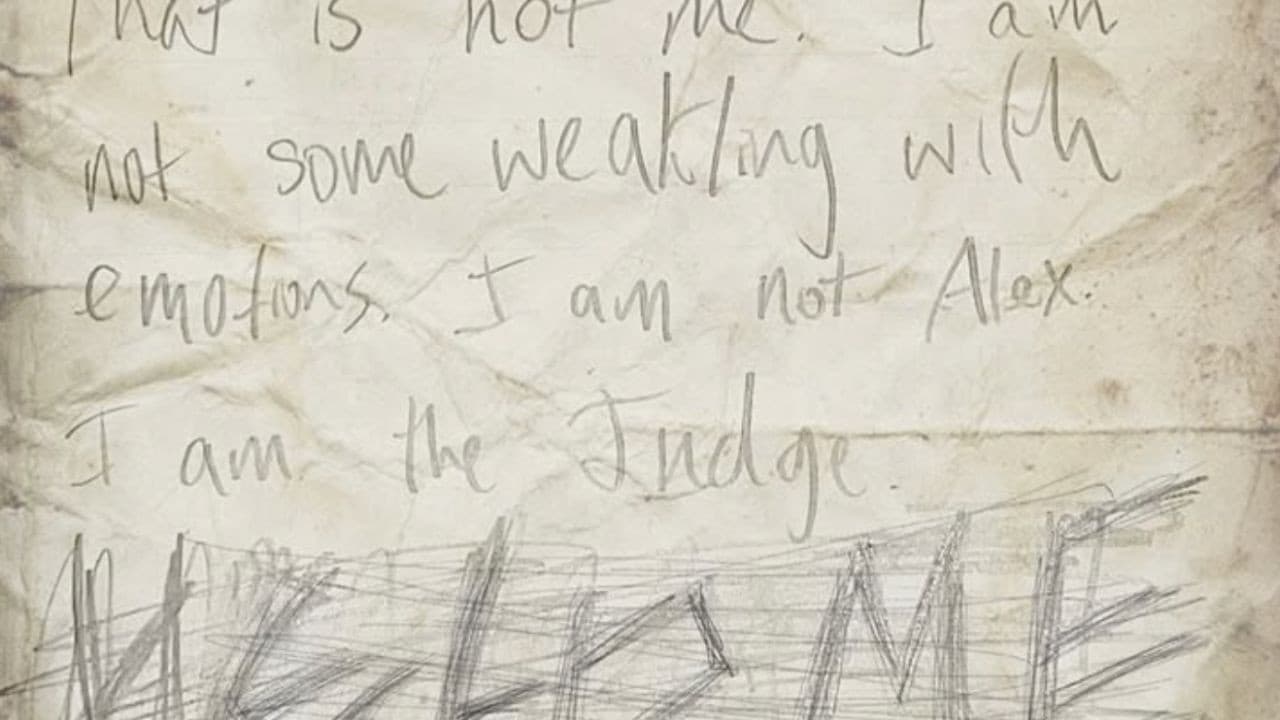 That is not me. I am
not some weakling with
emotions. I am not Alex.
I am the Judge.
HELP ME